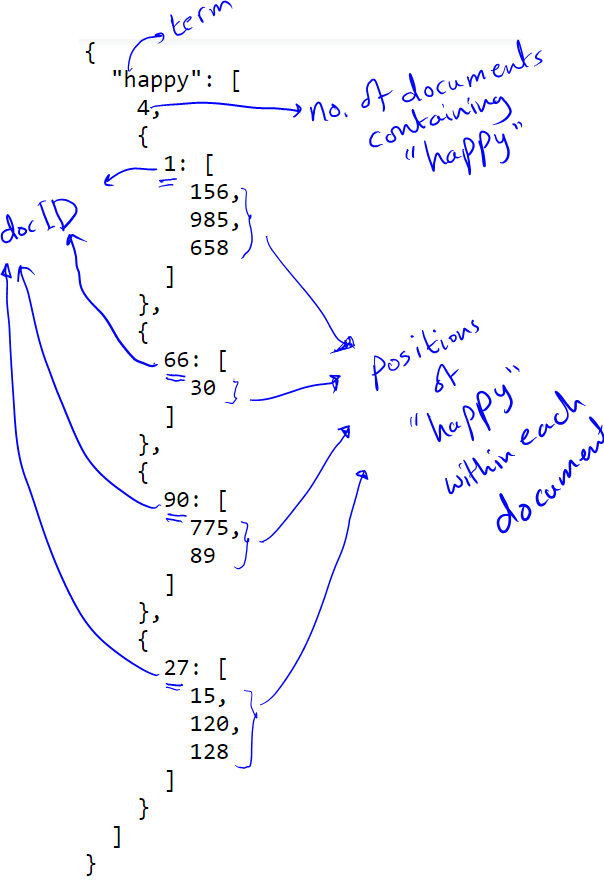 term
{
"happy": [
4,
no. of documents
containing
"happy"
{
1: [
156,
985,
658
docID
]
},
{
66: [
30
positions
of
"happy"
within each
document
]
},
{
90: [
775,
89
]
},
{
27: [
15,
120,
128
]
}
]
}